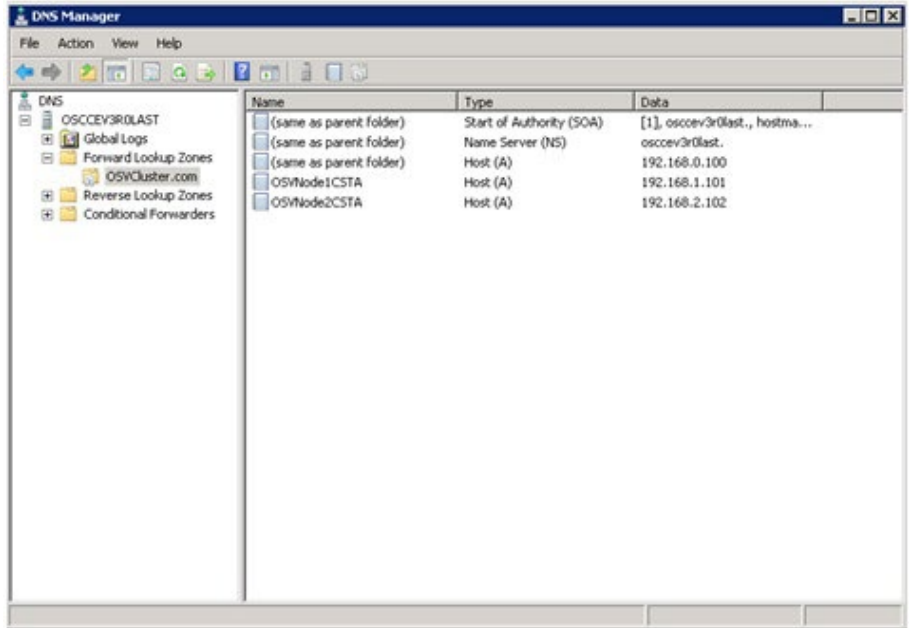 DNS Manager
File Action View Help
DNS
OSCCEV3R0LAST
Global Logs
Forward Lookup Zones
OSVCluster.com
Reverse Lookup Zones
Conditional Forwarders
Name Type Data
(same as parent folder) Start of Authority (SOA) [1], osccev3r0last., hostma...
(same as parent folder) Name Server (NS) osccev3r0last.
(same as parent folder) Host (A) 192.168.0.100
OSVNode1CSTA Host (A) 192.168.1.101
OSVNode2CSTA Host (A) 192.168.2.102